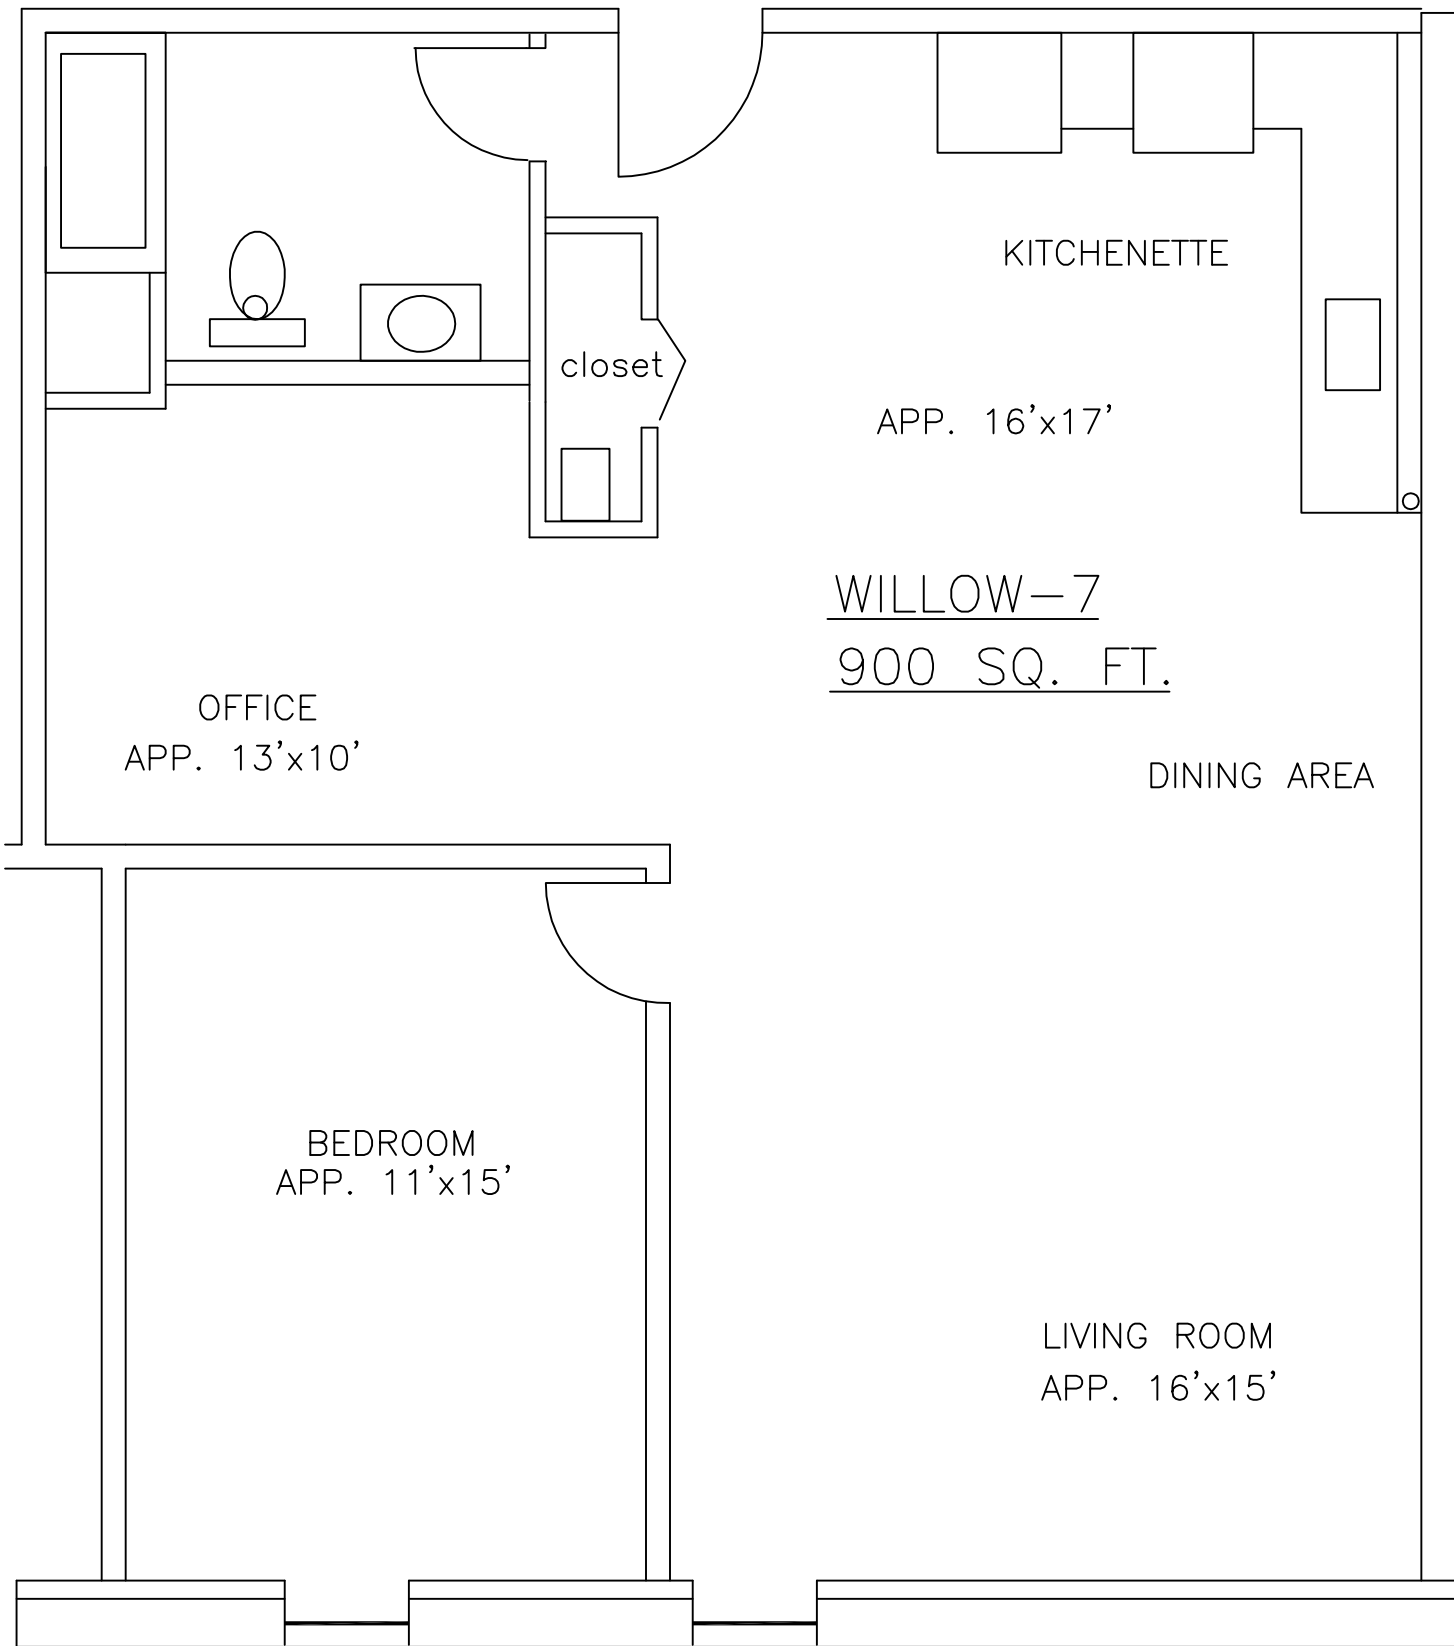 KITCHENETTE
closet
APP. 16'x17'
WILLOW-7
900 SQ. FT.
OFFICE
APP. 13'x10'
DINING AREA
BEDROOM
APP. 11'x15'
LIVING ROOM
APP. 16'x15'